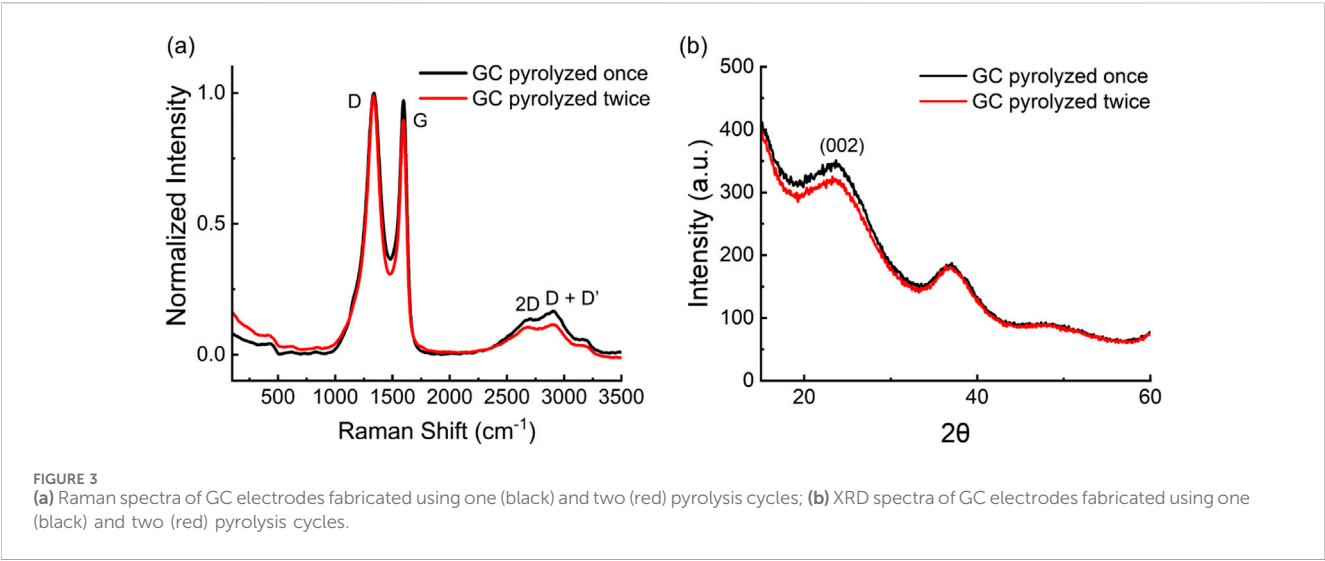 (a)
GC pyrolyzed once
GC pyrolyzed twice
D
G
2D
D + D’
Normalized Intensity
1.0
0.5
0.0
500
1000
1500
2000
2500
3000
3500
Raman Shift (cm⁻¹)
(b)
GC pyrolyzed once
GC pyrolyzed twice
(002)
Intensity (a.u.)
500
400
300
200
100
0
20
40
60
2θ
FIGURE 3
(a) Raman spectra of GC electrodes fabricated using one (black) and two (red) pyrolysis cycles; (b) XRD spectra of GC electrodes fabricated using one
(black) and two (red) pyrolysis cycles.